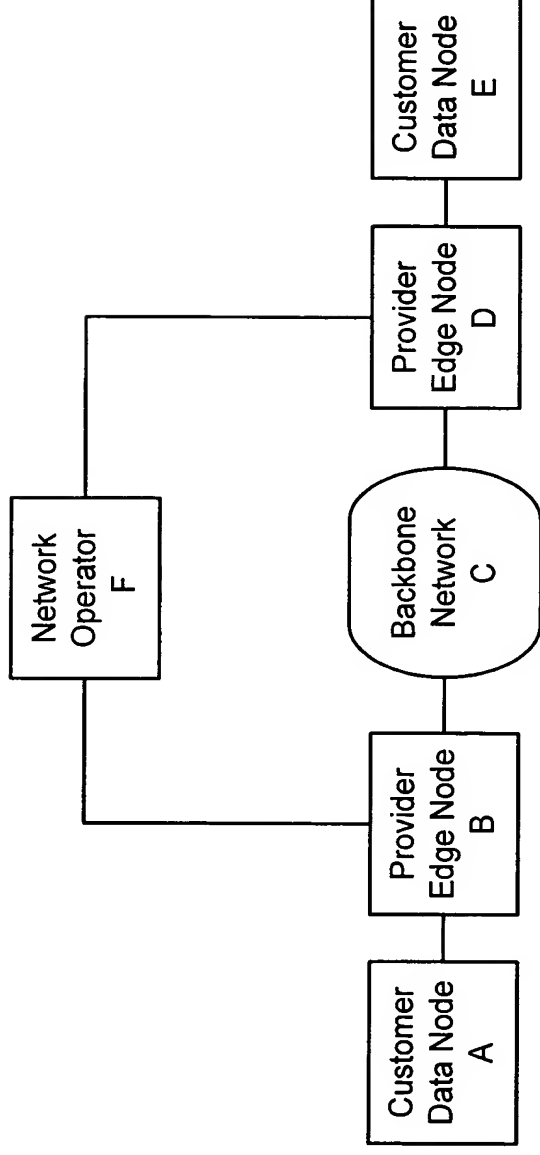 Network
Operator
F
Customer
Data Node
A
Provider
Edge Node
B
Backbone
Network
C
Provider
Edge Node
D
Customer
Data Node
E